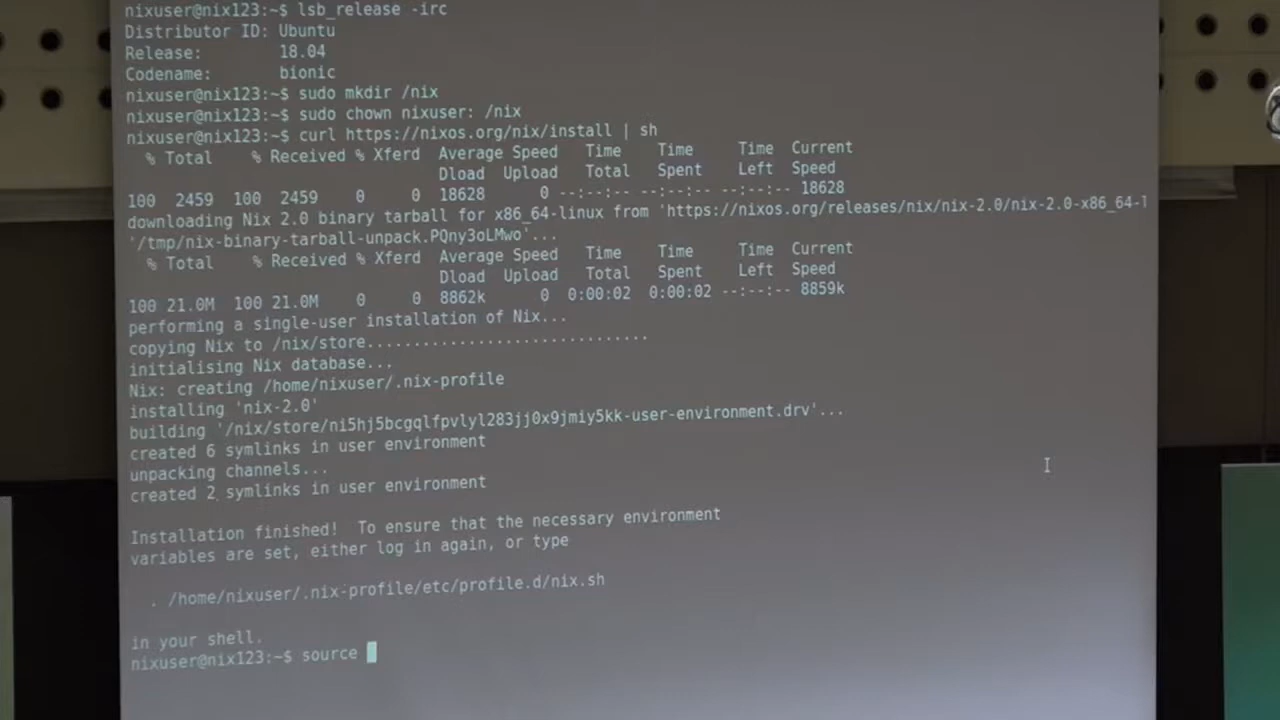 nixuser@nix123:~$ lsb_release -irc
Distributor ID: Ubuntu
Release:        18.04
Codename:       bionic
nixuser@nix123:~$ sudo mkdir /nix
nixuser@nix123:~$ sudo chown nixuser: /nix
nixuser@nix123:~$ curl https://nixos.org/nix/install | sh
% Total    % Received % Xferd  Average Speed   Time    Time     Time  Current
Dload  Upload   Total   Spent    Left  Speed
100  2459  100  2459    0     0  18628      0 --:--:-- --:--:-- --:--:-- 18628
downloading Nix 2.0 binary tarball for x86_64-linux from 'https://nixos.org/releases/nix/nix-2.0/nix-2.0-x86_64-l
'/tmp/nix-binary-tarball-unpack.PQny3oLMwo'...
% Total    % Received % Xferd  Average Speed   Time    Time     Time  Current
Dload  Upload   Total   Spent    Left  Speed
100 21.0M  100 21.0M    0     0  8862k      0  0:00:02  0:00:02 --:--:-- 8859k
performing a single-user installation of Nix...
copying Nix to /nix/store.............................
initialising Nix database...
Nix: creating /home/nixuser/.nix-profile
installing 'nix-2.0'
building '/nix/store/ni5hj5bcgqlfpvlyl283jj0x9jmiy5kk-user-environment.drv'...
created 6 symlinks in user environment
unpacking channels...
created 2 symlinks in user environment
Installation finished!  To ensure that the necessary environment
variables are set, either log in again, or type
. /home/nixuser/.nix-profile/etc/profile.d/nix.sh
in your shell.
nixuser@nix123:~$ source